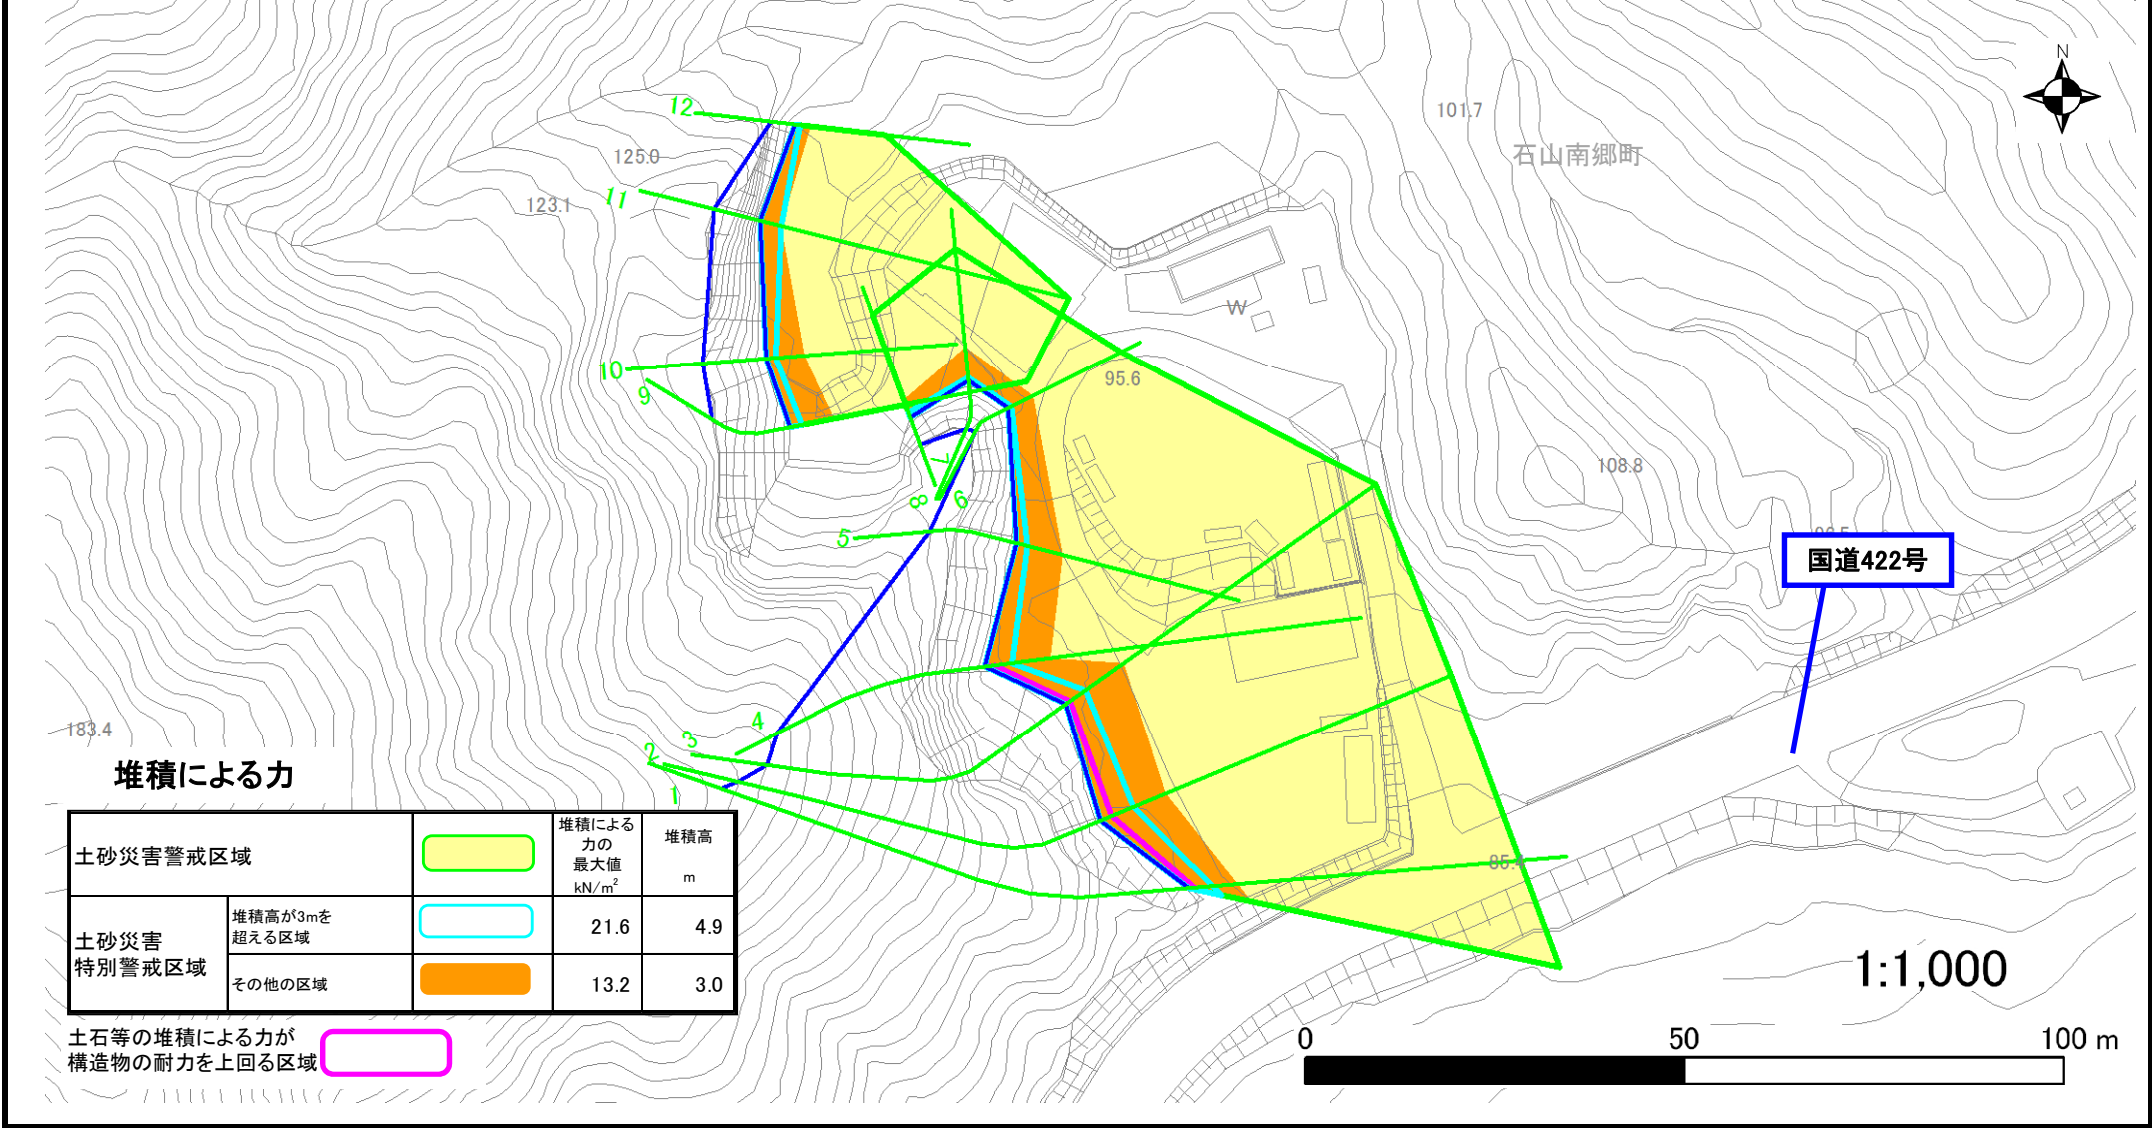 N
12
101.7
石山南郷町
125.0
11
123.1
W
10
9
95.6
7
8
6
108.8
5
国道422号
183.4
4
3
2
1
85.4
堆積による力
土砂災害警戒区域
堆積による
力の
最大値
kN/m²
堆積高
m
土砂災害
特別警戒区域
堆積高が3mを
超える区域
21.6
4.9
その他の区域
13.2
3.0
土石等の堆積による力が
構造物の耐力を上回る区域
1:1,000
0
50
100 m